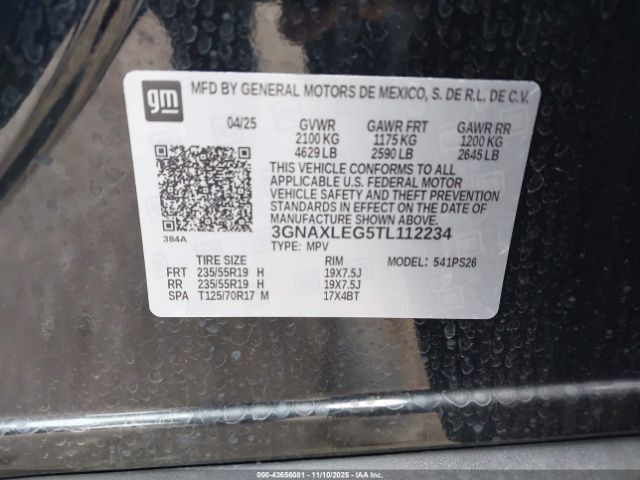 gm
MFD BY GENERAL MOTORS DE MEXICO, S. DE R.L. DE C.V.
04/25 GVWR GAWR FRT GAWR RR
2100 KG 1175 KG 1200 KG
4629 LB 2590 LB 2645 LB
THIS VEHICLE CONFORMS TO ALL
APPLICABLE U.S. FEDERAL MOTOR
VEHICLE SAFETY AND THEFT PREVENTION
STANDARDS IN EFFECT ON THE DATE OF
MANUFACTURE SHOWN ABOVE.
384A
3GNAXLEG5TL112234
TYPE: MPV
TIRE SIZE RIM MODEL: 541PS26
FRT 235/55R19 H 19X7.5J
RR 235/55R19 H 19X7.5J
SPA T125/70R17 M 17X4BT
000-43656081 — 11/10/2025 — IAA, Inc.